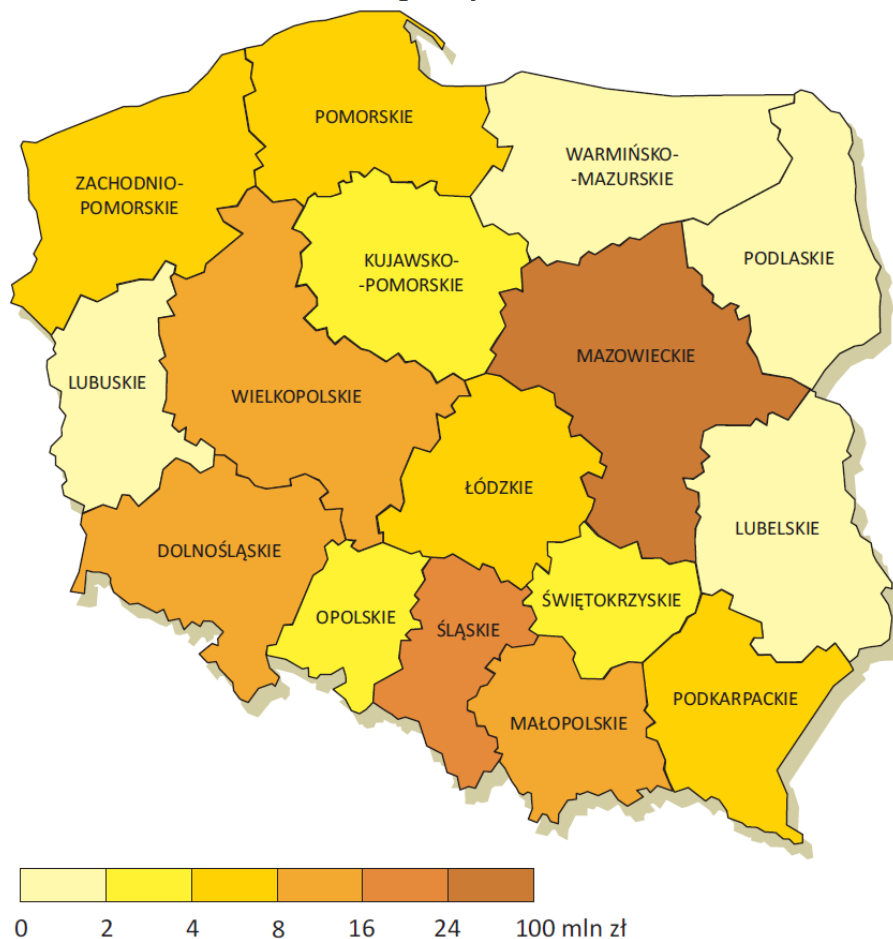 POMORSKIE
WARMIŃSKO-
-MAZURSKIE
ZACHODNIO-
POMORSKIE
KUJAWSKO-
-POMORSKIE
PODLASKIE
MAZOWIECKIE
LUBUSKIE
WIELKOPOLSKIE
ŁÓDZKIE
LUBELSKIE
DOLNOŚLĄSKIE
OPOLSKIE
ŚWIĘTOKRZYSKIE
ŚLĄSKIE
PODKARPACKIE
MAŁOPOLSKIE
0 2 4 8 16 24 100 mln zł